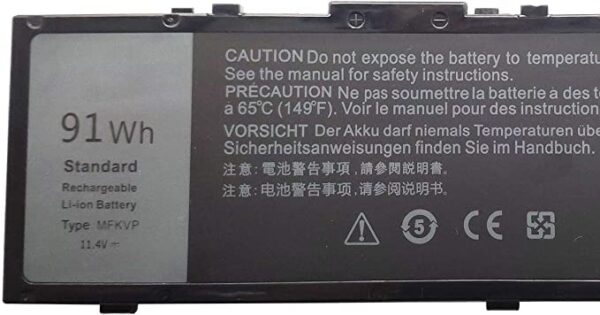 91Wh
Standard
Rechargeable
Li-ion Battery
Type MFKVP
11.4V⎓
CAUTION Do not expose the battery to temperatu
See the manual for safety instructions.
PRÉCAUTION Ne pas soumettre la batterie à des te
à 65°C (149°F). Voir le manuel pour des instruction
VORSICHT Der Akku darf niemals Temperaturen übe
Sicherheitsanweisungen finden Sie im Handbuch.
注意:電池警告事項,請參閱說明書。
注意:电池警告事项,请参阅说明书。
5
CE